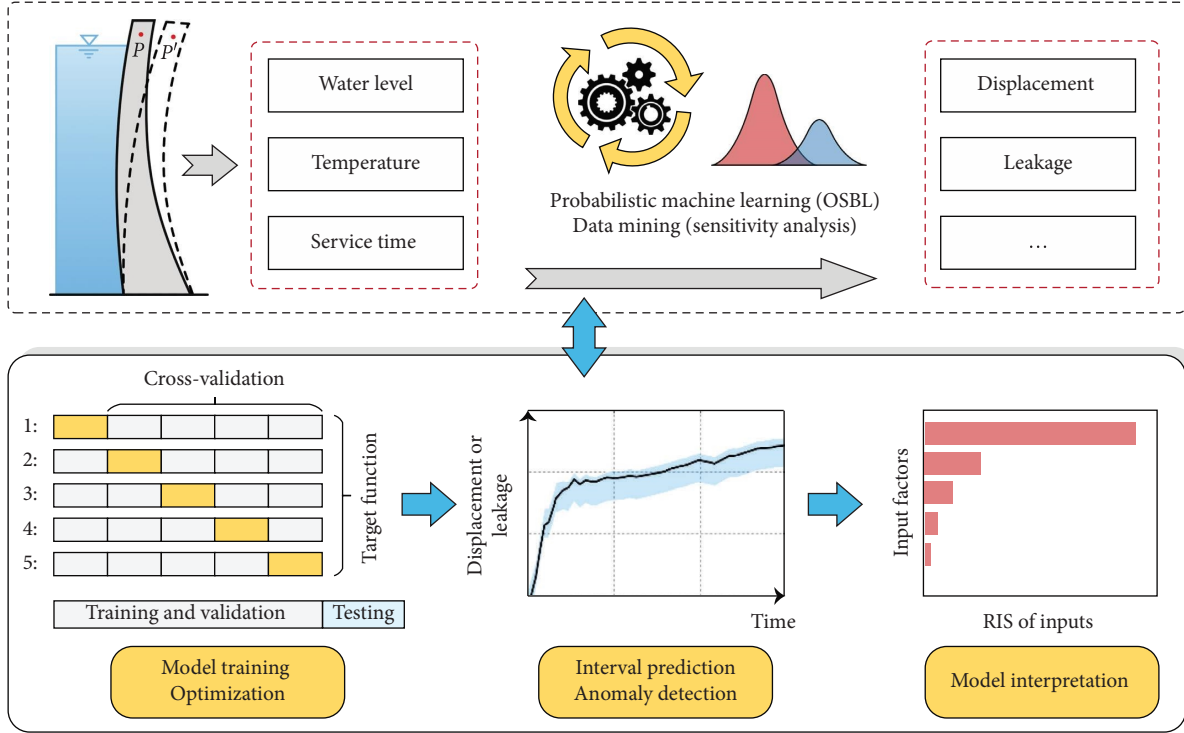 P
P'
Water level
Temperature
Service time
Probabilistic machine learning (OSBL)
Data mining (sensitivity analysis)
Displacement
Leakage
…
Cross-validation
1:
2:
3:
4:
5:
Target function
Training and validation
Testing
Model training
Optimization
Displacement or
leakage
Time
Interval prediction
Anomaly detection
Input factors
RIS of inputs
Model interpretation